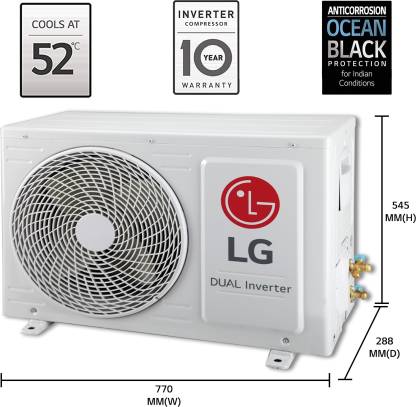 COOLS AT
52°C
INVERTER
COMPRESSOR
10 YEAR
WARRANTY
ANTICORROSION
OCEAN
BLACK
PROTECTION
for Indian
Conditions
LG
LG
DUAL Inverter
545
MM(H)
288
MM(D)
770
MM(W)